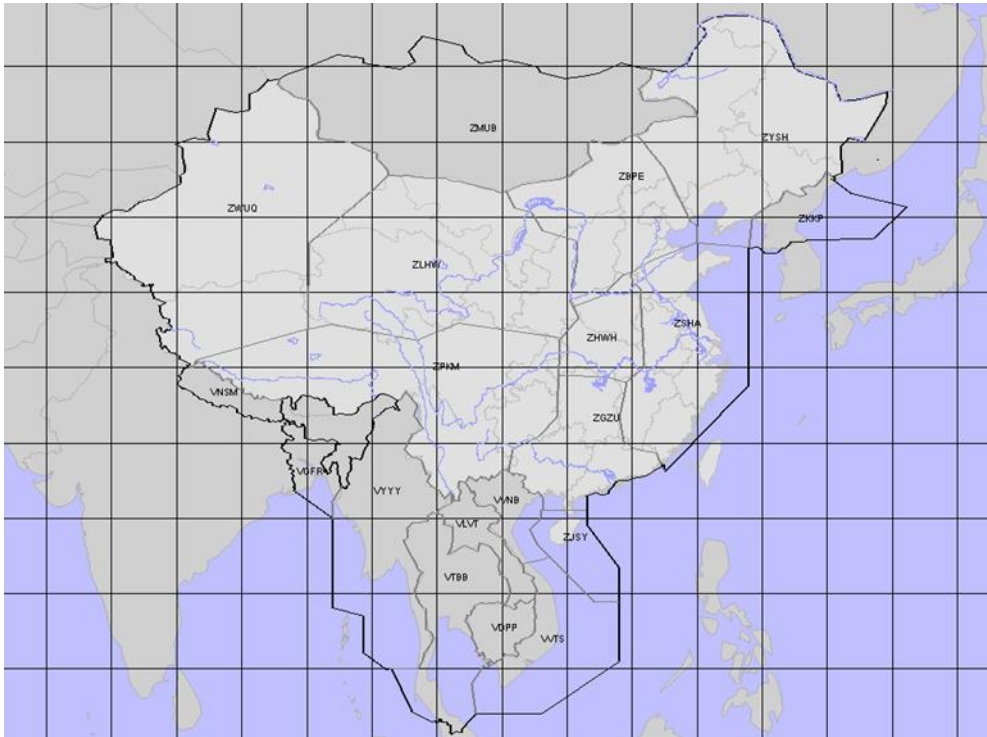 ZMUB
ZYSH
ZBPE
ZWUQ
ZKKP
ZLHW
ZSHA
ZHWH
ZPKM
VNSM
ZGZU
VGFR
VYYY
VVNB
VLVT
ZJSY
VTBB
VDPP
VVTS